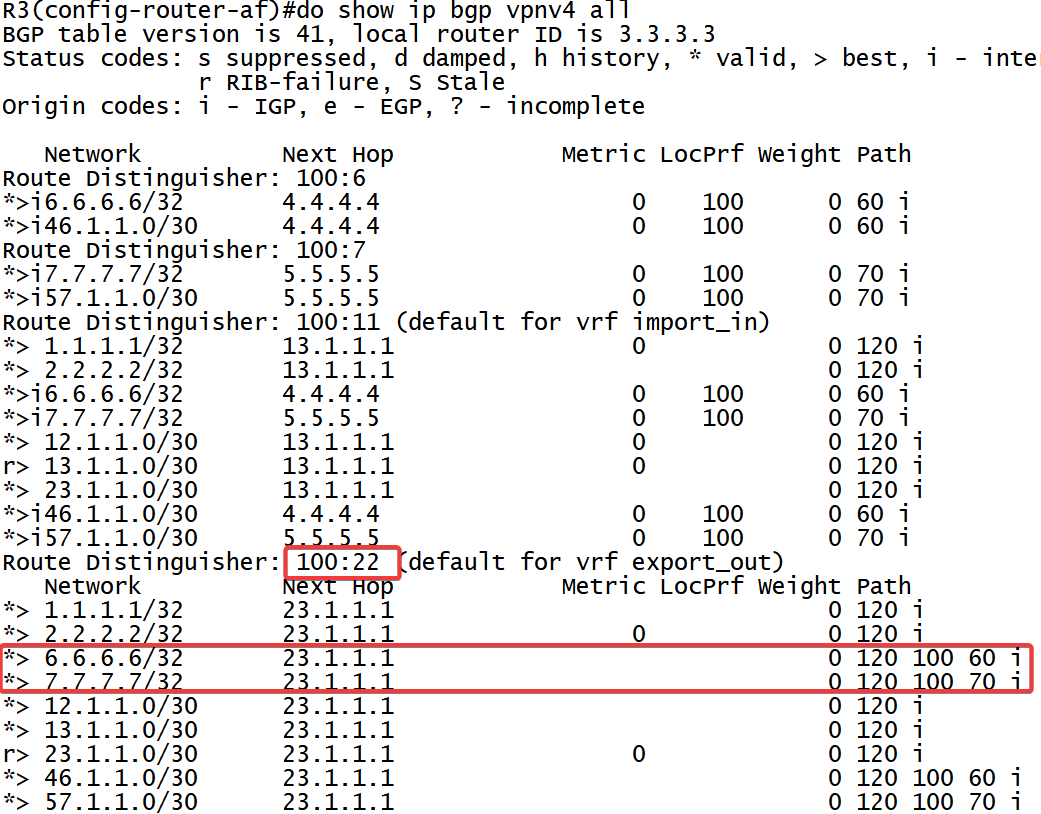 R3(config-router-af)#do show ip bgp vpnv4 all
BGP table version is 41, local router ID is 3.3.3.3
Status codes: s suppressed, d damped, h history, * valid, > best, i - inte
              r RIB-failure, S Stale
Origin codes: i - IGP, e - EGP, ? - incomplete
   Network          Next Hop            Metric LocPrf Weight Path
Route Distinguisher: 100:6
*>i6.6.6.6/32       4.4.4.4                  0    100      0 60 i
*>i46.1.1.0/30      4.4.4.4                  0    100      0 60 i
Route Distinguisher: 100:7
*>i7.7.7.7/32       5.5.5.5                  0    100      0 70 i
*>i57.1.1.0/30      5.5.5.5                  0    100      0 70 i
Route Distinguisher: 100:11 (default for vrf import_in)
*> 1.1.1.1/32       13.1.1.1                 0             0 120 i
*> 2.2.2.2/32       13.1.1.1                               0 120 i
*>i6.6.6.6/32       4.4.4.4                  0    100      0 60 i
*>i7.7.7.7/32       5.5.5.5                  0    100      0 70 i
*> 12.1.1.0/30      13.1.1.1                 0             0 120 i
r> 13.1.1.0/30      13.1.1.1                 0             0 120 i
*> 23.1.1.0/30      13.1.1.1                               0 120 i
*>i46.1.1.0/30      4.4.4.4                  0    100      0 60 i
*>i57.1.1.0/30      5.5.5.5                  0    100      0 70 i
Route Distinguisher: 100:22 (default for vrf export_out)
   Network          Next Hop            Metric LocPrf Weight Path
*> 1.1.1.1/32       23.1.1.1                               0 120 i
*> 2.2.2.2/32       23.1.1.1                 0             0 120 i
*> 6.6.6.6/32       23.1.1.1                               0 120 100 60 i
*> 7.7.7.7/32       23.1.1.1                               0 120 100 70 i
*> 12.1.1.0/30      23.1.1.1                               0 120 i
*> 13.1.1.0/30      23.1.1.1                               0 120 i
r> 23.1.1.0/30      23.1.1.1                 0             0 120 i
*> 46.1.1.0/30      23.1.1.1                               0 120 100 60 i
*> 57.1.1.0/30      23.1.1.1                               0 120 100 70 i